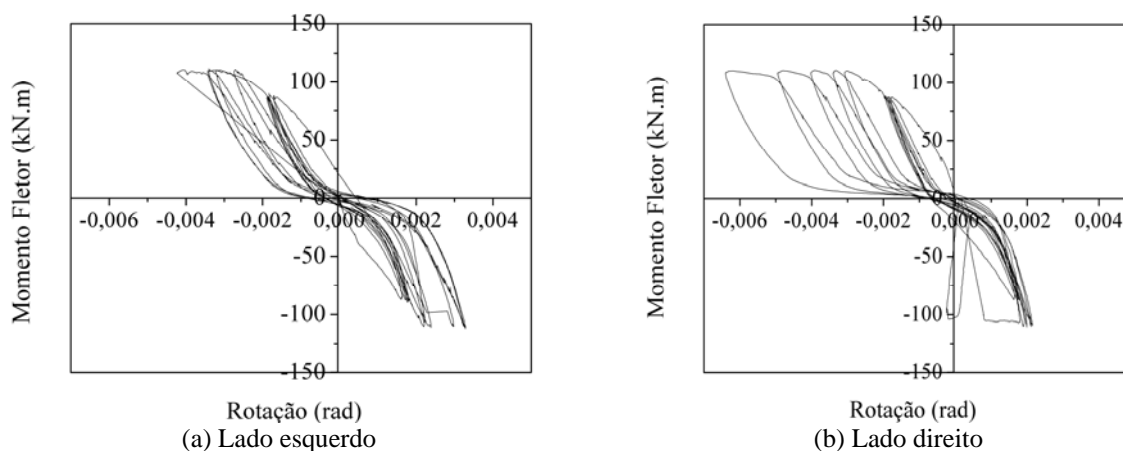 150
100
50
0
-50
-100
-150
-0,006 -0,004 -0,002 0,000 0,002 0,004
Momento Fletor (kN.m)
Rotação (rad)
(a) Lado esquerdo
150
100
50
0
-50
-100
-150
-0,006 -0,004 -0,002 0,000 0,002 0,004
Momento Fletor (kN.m)
Rotação (rad)
(b) Lado direito